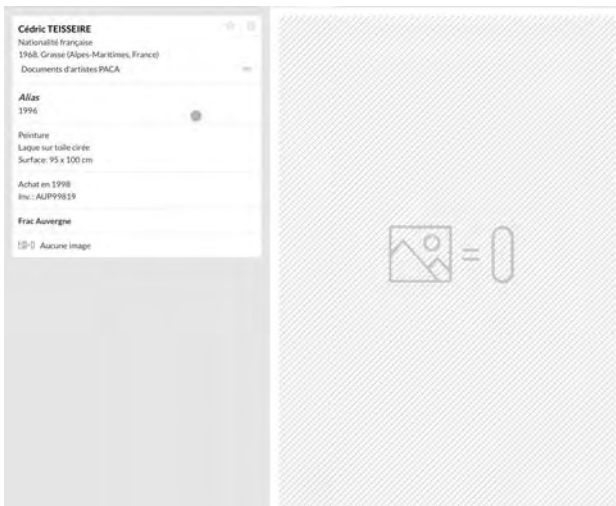 Cédric TEISSEIRE
Nationalité française
1968, Grasse (Alpes-Maritimes, France)
Documents d'artistes PACA
Alias
1996
Peinture
Laque sur toile cirée
Surface: 95 x 100 cm
Achat en 1998
Inv.: AUP99819
Frac Auvergne
Aucune image